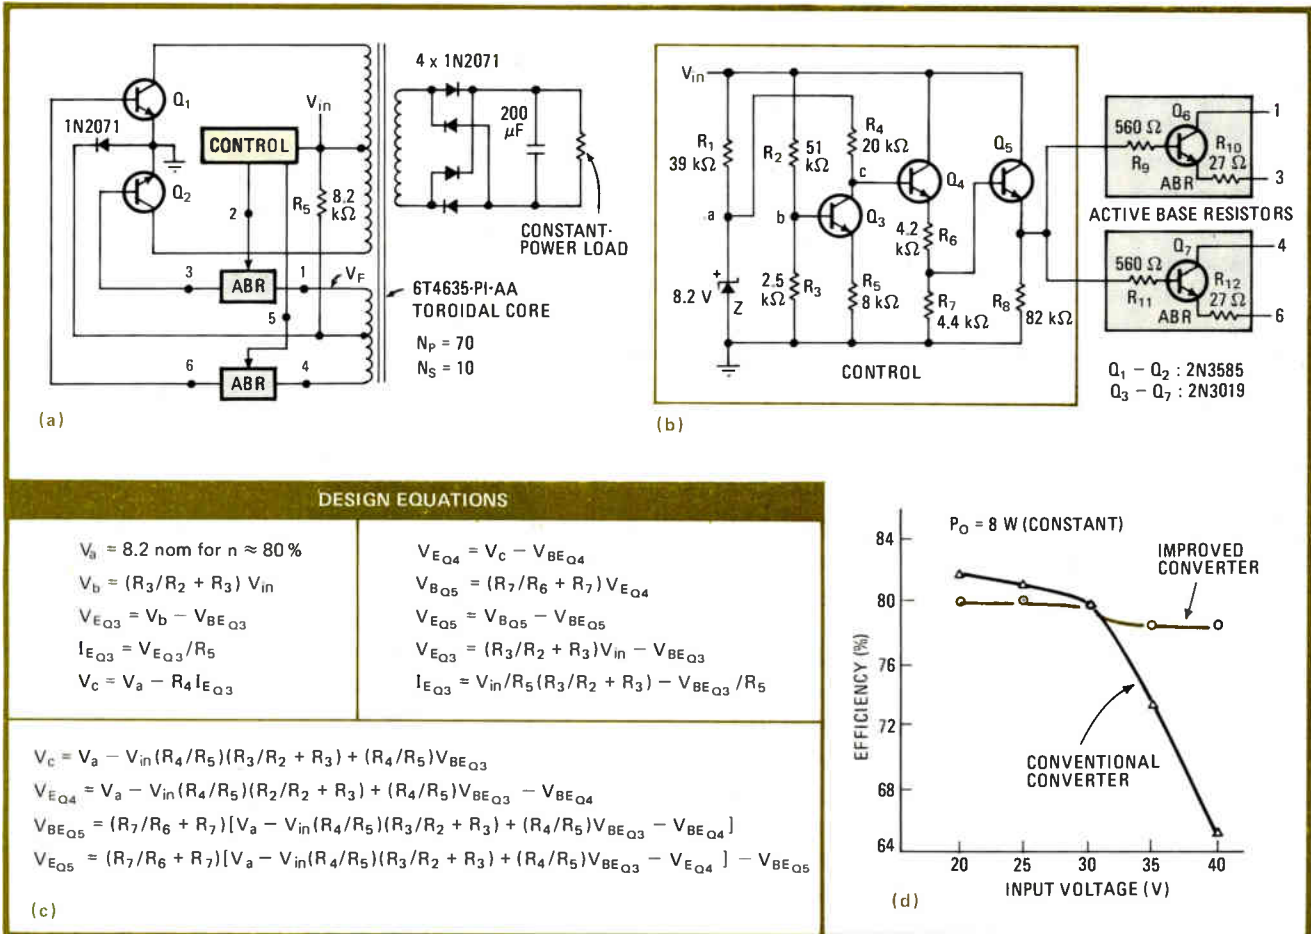 Q1
1N2071
Vin
CONTROL
Q2
2
R5
8.2
kΩ
3
ABR
1
VF
5
6
ABR
4
4 x 1N2071
200
μF
CONSTANT-
POWER LOAD
6T4635-PI-AA
TOROIDAL CORE
NP = 70
NS = 10
(a)
Vin
R1
39 kΩ
R2
51
kΩ
R4
20 kΩ
c
Q5
Q4
a
b
Q3
4.2
kΩ
R6
+
8.2 V
Z
2.5
kΩ
R3
R5
8 kΩ
R7
4.4 kΩ
R8
82 kΩ
CONTROL
(b)
Q6
1
560 Ω
R10
27 Ω
R9
ABR
3
ACTIVE BASE RESISTORS
Q7
4
560 Ω
R12
27 Ω
R11
ABR
6
Q1 – Q2 : 2N3585
Q3 – Q7 : 2N3019
DESIGN EQUATIONS
Va = 8.2 nom for n ≈ 80 %
Vb = (R3/R2 + R3) Vin
VEQ3 = Vb – VBEQ3
IEQ3 = VEQ3/R5
Vc = Va – R4 IEQ3
VEQ4 = Vc – VBEQ4
VBQ5 = (R7/R6 + R7) VEQ4
VEQ5 = VBQ5 – VBEQ5
VEQ3 = (R3/R2 + R3)Vin – VBEQ3
IEQ3 = Vin/R5(R3/R2 + R3) – VBEQ3/R5
Vc = Va – Vin(R4/R5)(R3/R2 + R3) + (R4/R5)VBEQ3
VEQ4 = Va – Vin(R4/R5)(R2/R2 + R3) + (R4/R5)VBEQ3 – VBEQ4
VBEQ5 = (R7/R6 + R7)[Va – Vin(R4/R5)(R3/R2 + R3) + (R4/R5)VBEQ3 – VBEQ4]
VEQ5 = (R7/R6 + R7)[Va – Vin(R4/R5)(R3/R2 + R3) + (R4/R5)VBEQ3 – VEQ4 ] – VBEQ5
(c)
PO = 8 W (CONSTANT)
IMPROVED
CONVERTER
CONVENTIONAL
CONVERTER
EFFICIENCY (%)
84
80
76
72
68
64
20
25
30
35
40
INPUT VOLTAGE (V)
(d)